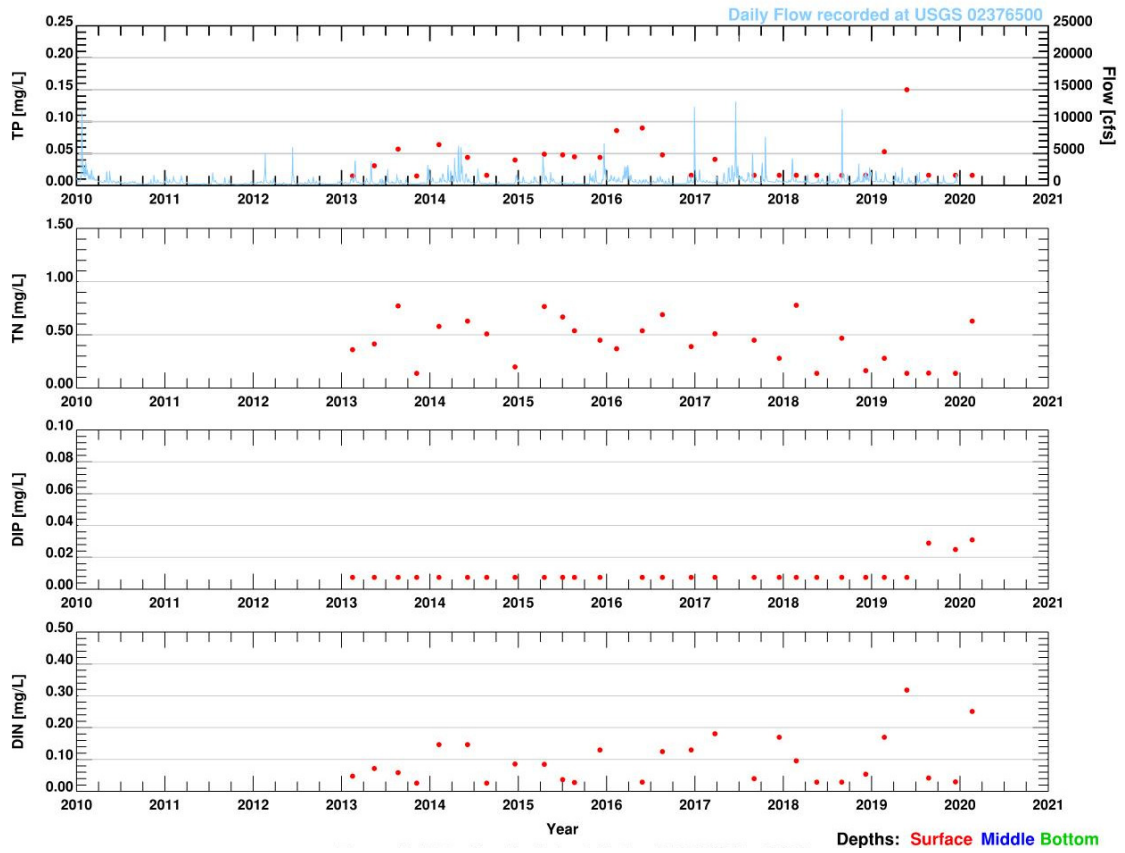 Daily Flow recorded at USGS 02376500
0.25
0.20
0.15
0.10
0.05
0.00
TP [mg/L]
25000
20000
15000
10000
5000
0
Flow [cfs]
2010 2011 2012 2013 2014 2015 2016 2017 2018 2019 2020 2021
1.50
1.00
0.50
0.00
TN [mg/L]
2010 2011 2012 2013 2014 2015 2016 2017 2018 2019 2020 2021
0.10
0.08
0.06
0.04
0.02
0.00
DIP [mg/L]
2010 2011 2012 2013 2014 2015 2016 2017 2018 2019 2020 2021
0.50
0.40
0.30
0.20
0.10
0.00
DIN [mg/L]
2010 2011 2012 2013 2014 2015 2016 2017 2018 2019 2020 2021
Year
Depths: Surface Middle Bottom